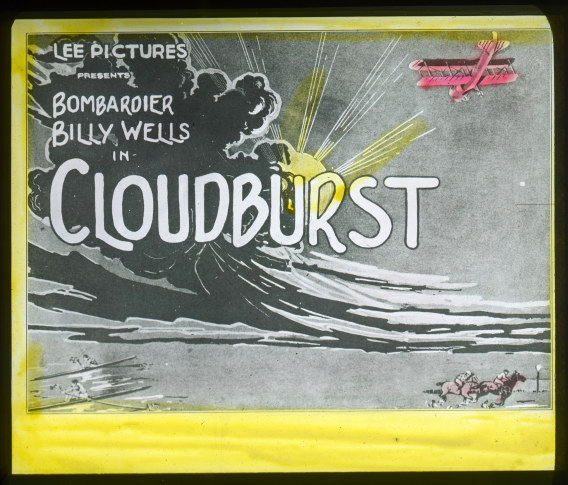 LEE PICTURES
PRESENTS
BOMBARDIER
BILLY WELLS
IN
CLOUDBURST